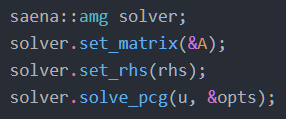 saena::amg solver;
solver.set_matrix(&A);
solver.set_rhs(rhs);
solver.solve_pcg(u, &opts);